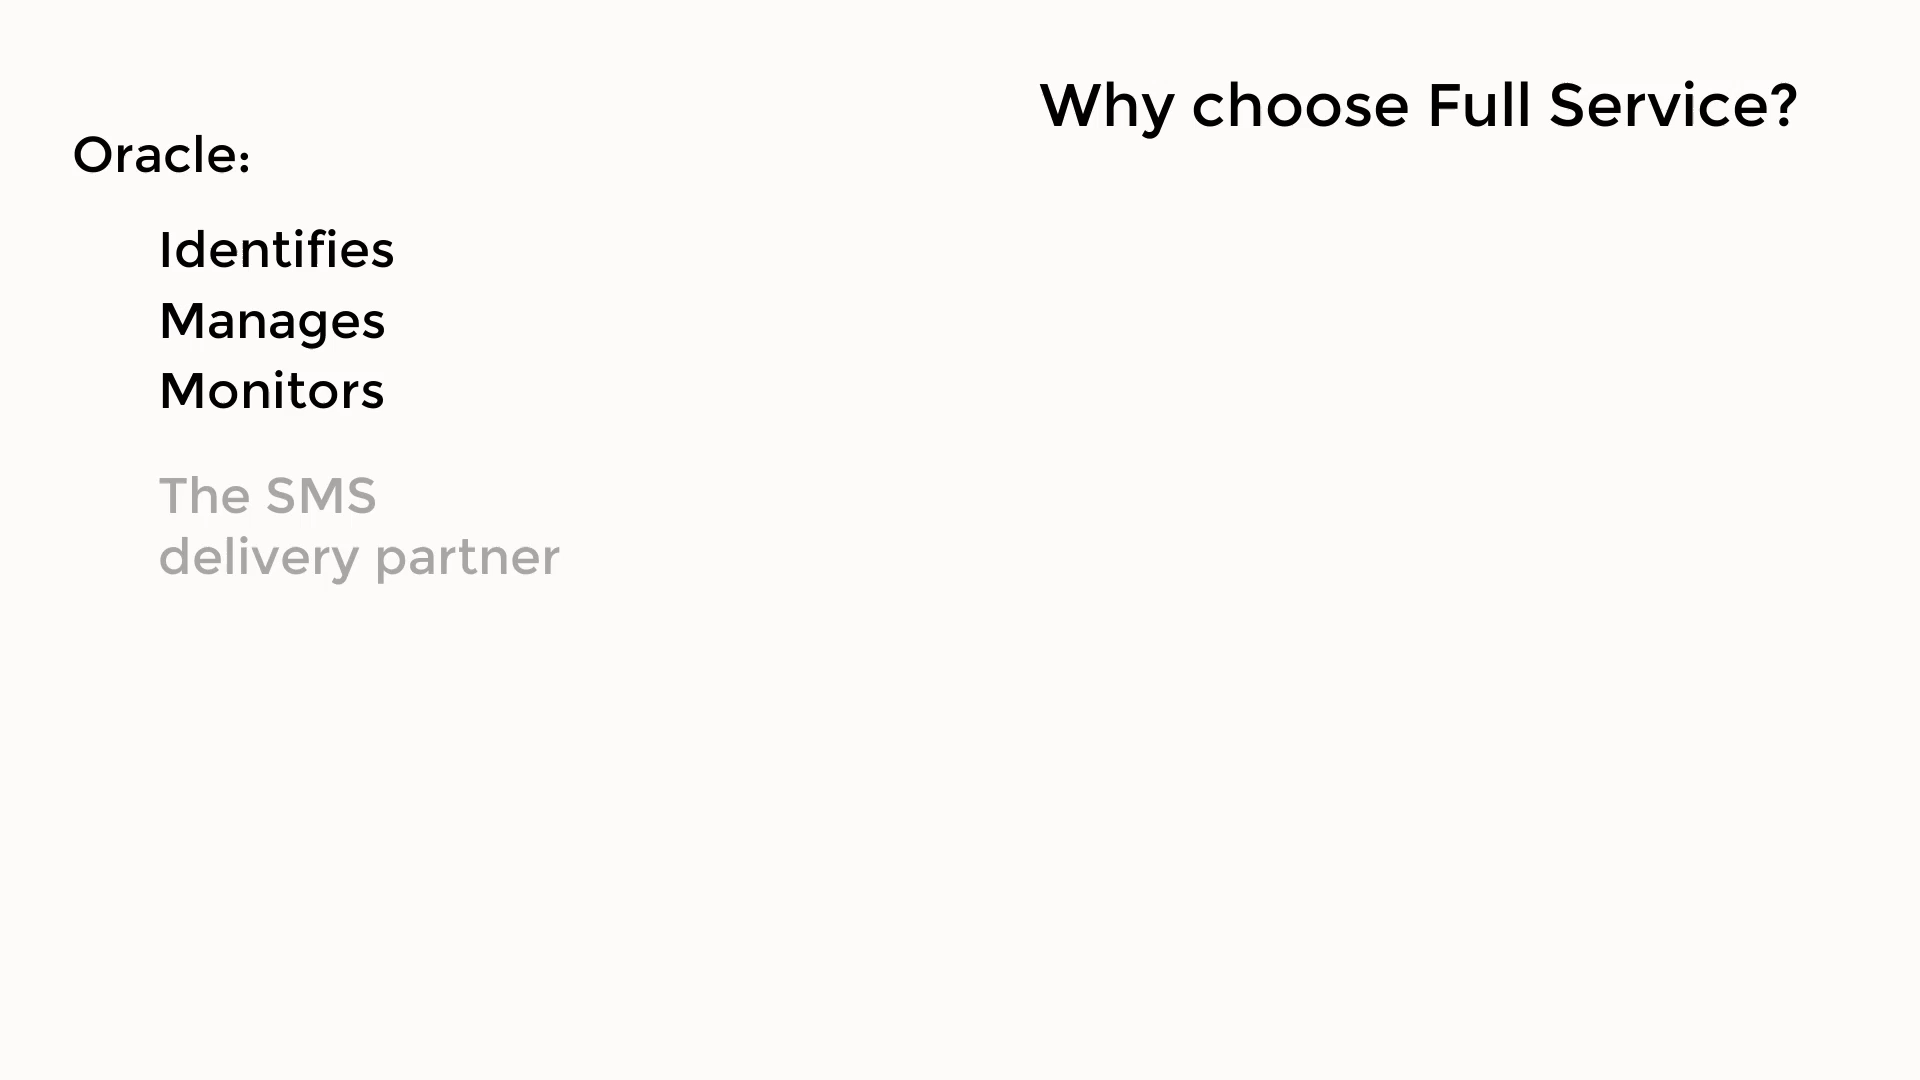 Why choose Full Service?
Oracle:
Identifies
Manages
Monitors
The SMS
delivery partner